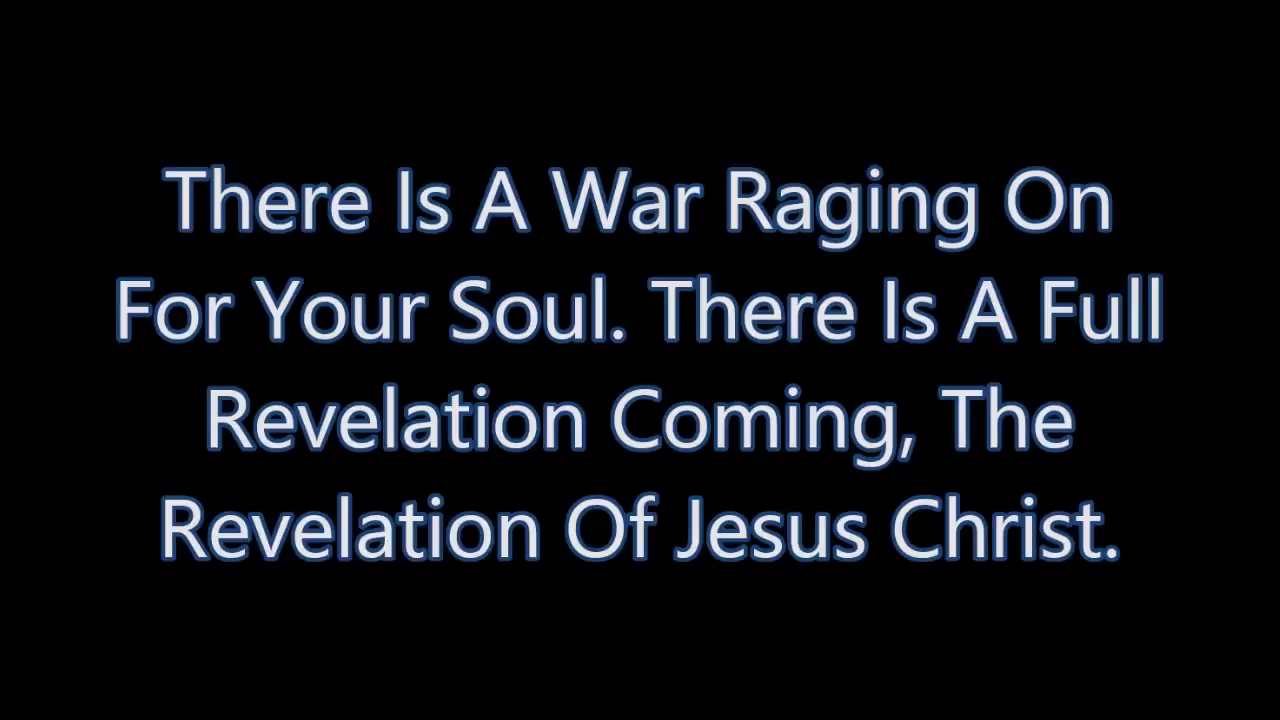 There Is A War Raging On
For Your Soul. There Is A Full
Revelation Coming, The
Revelation Of Jesus Christ.